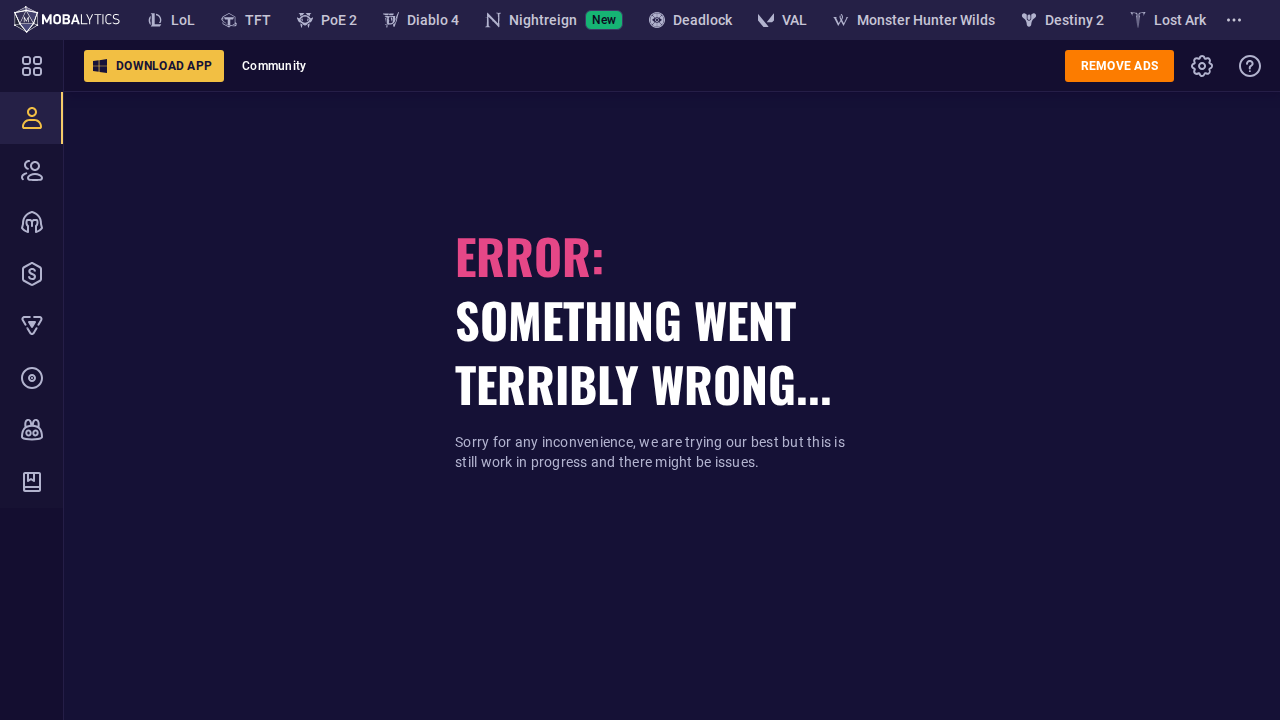 MOBALYTICS
LoL
TFT
PoE 2
Diablo 4
Nightreign New
Deadlock
VAL
Monster Hunter Wilds
Destiny 2
Lost Ark
DOWNLOAD APP
Community
REMOVE ADS
ERROR:
SOMETHING WENT
TERRIBLY WRONG...
Sorry for any inconvenience, we are trying our best but this is
still work in progress and there might be issues.